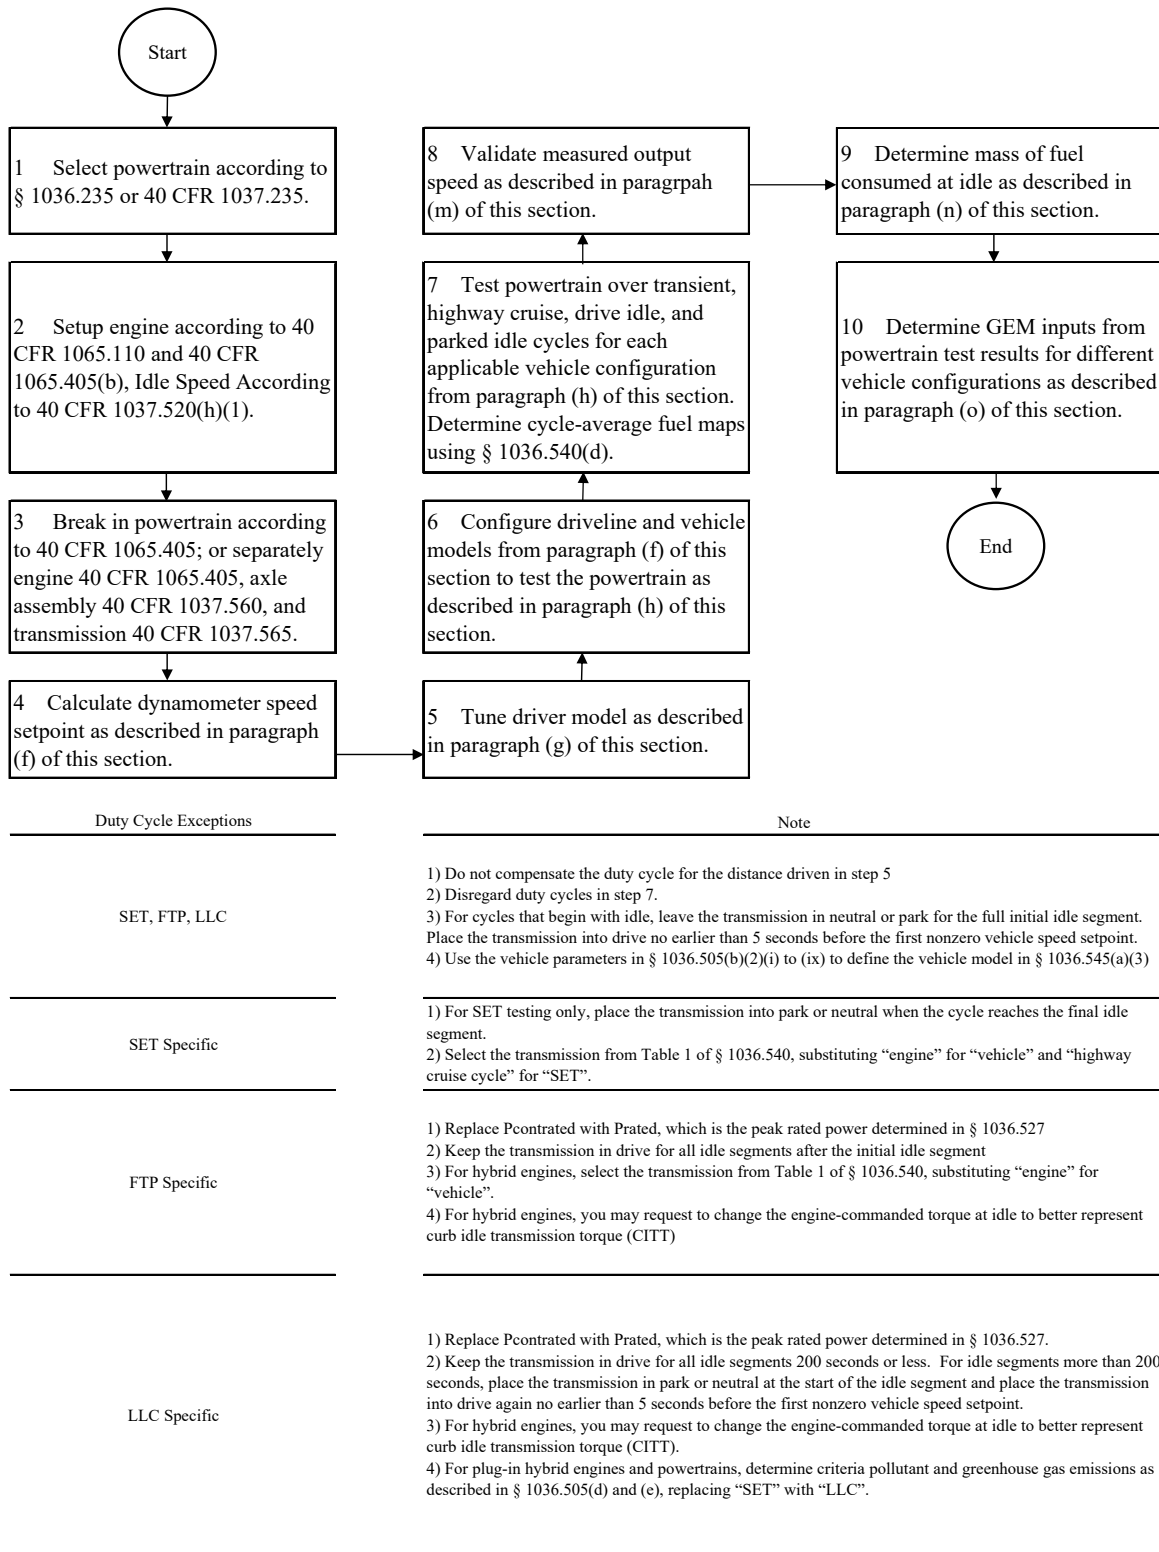 Start
1 Select powertrain according to
§ 1036.235 or 40 CFR 1037.235.
2 Setup engine according to 40
CFR 1065.110 and 40 CFR
1065.405(b), Idle Speed According
to 40 CFR 1037.520(h)(1).
3 Break in powertrain according
to 40 CFR 1065.405; or separately
engine 40 CFR 1065.405, axle
assembly 40 CFR 1037.560, and
transmission 40 CFR 1037.565.
4 Calculate dynamometer speed
setpoint as described in paragraph
(f) of this section.
5 Tune driver model as described
in paragraph (g) of this section.
6 Configure driveline and vehicle
models from paragraph (f) of this
section to test the powertrain as
described in paragraph (h) of this
section.
7 Test powertrain over transient,
highway cruise, drive idle, and
parked idle cycles for each
applicable vehicle configuration
from paragraph (h) of this section.
Determine cycle-average fuel maps
using § 1036.540(d).
8 Validate measured output
speed as described in paragrpah
(m) of this section.
9 Determine mass of fuel
consumed at idle as described in
paragraph (n) of this section.
10 Determine GEM inputs from
powertrain test results for different
vehicle configurations as described
in paragraph (o) of this section.
End
Duty Cycle Exceptions
Note
SET, FTP, LLC
1) Do not compensate the duty cycle for the distance driven in step 5
2) Disregard duty cycles in step 7.
3) For cycles that begin with idle, leave the transmission in neutral or park for the full initial idle segment.
Place the transmission into drive no earlier than 5 seconds before the first nonzero vehicle speed setpoint.
4) Use the vehicle parameters in § 1036.505(b)(2)(i) to (ix) to define the vehicle model in § 1036.545(a)(3)
SET Specific
1) For SET testing only, place the transmission into park or neutral when the cycle reaches the final idle
segment.
2) Select the transmission from Table 1 of § 1036.540, substituting “engine” for “vehicle” and “highway
cruise cycle” for “SET”.
FTP Specific
1) Replace Pcontrated with Prated, which is the peak rated power determined in § 1036.527
2) Keep the transmission in drive for all idle segments after the initial idle segment
3) For hybrid engines, select the transmission from Table 1 of § 1036.540, substituting “engine” for
“vehicle”.
4) For hybrid engines, you may request to change the engine-commanded torque at idle to better represent
curb idle transmission torque (CITT)
LLC Specific
1) Replace Pcontrated with Prated, which is the peak rated power determined in § 1036.527.
2) Keep the transmission in drive for all idle segments 200 seconds or less. For idle segments more than 200
seconds, place the transmission in park or neutral at the start of the idle segment and place the transmission
into drive again no earlier than 5 seconds before the first nonzero vehicle speed setpoint.
3) For hybrid engines, you may request to change the engine-commanded torque at idle to better represent
curb idle transmission torque (CITT).
4) For plug-in hybrid engines and powertrains, determine criteria pollutant and greenhouse gas emissions as
described in § 1036.505(d) and (e), replacing “SET” with “LLC”.